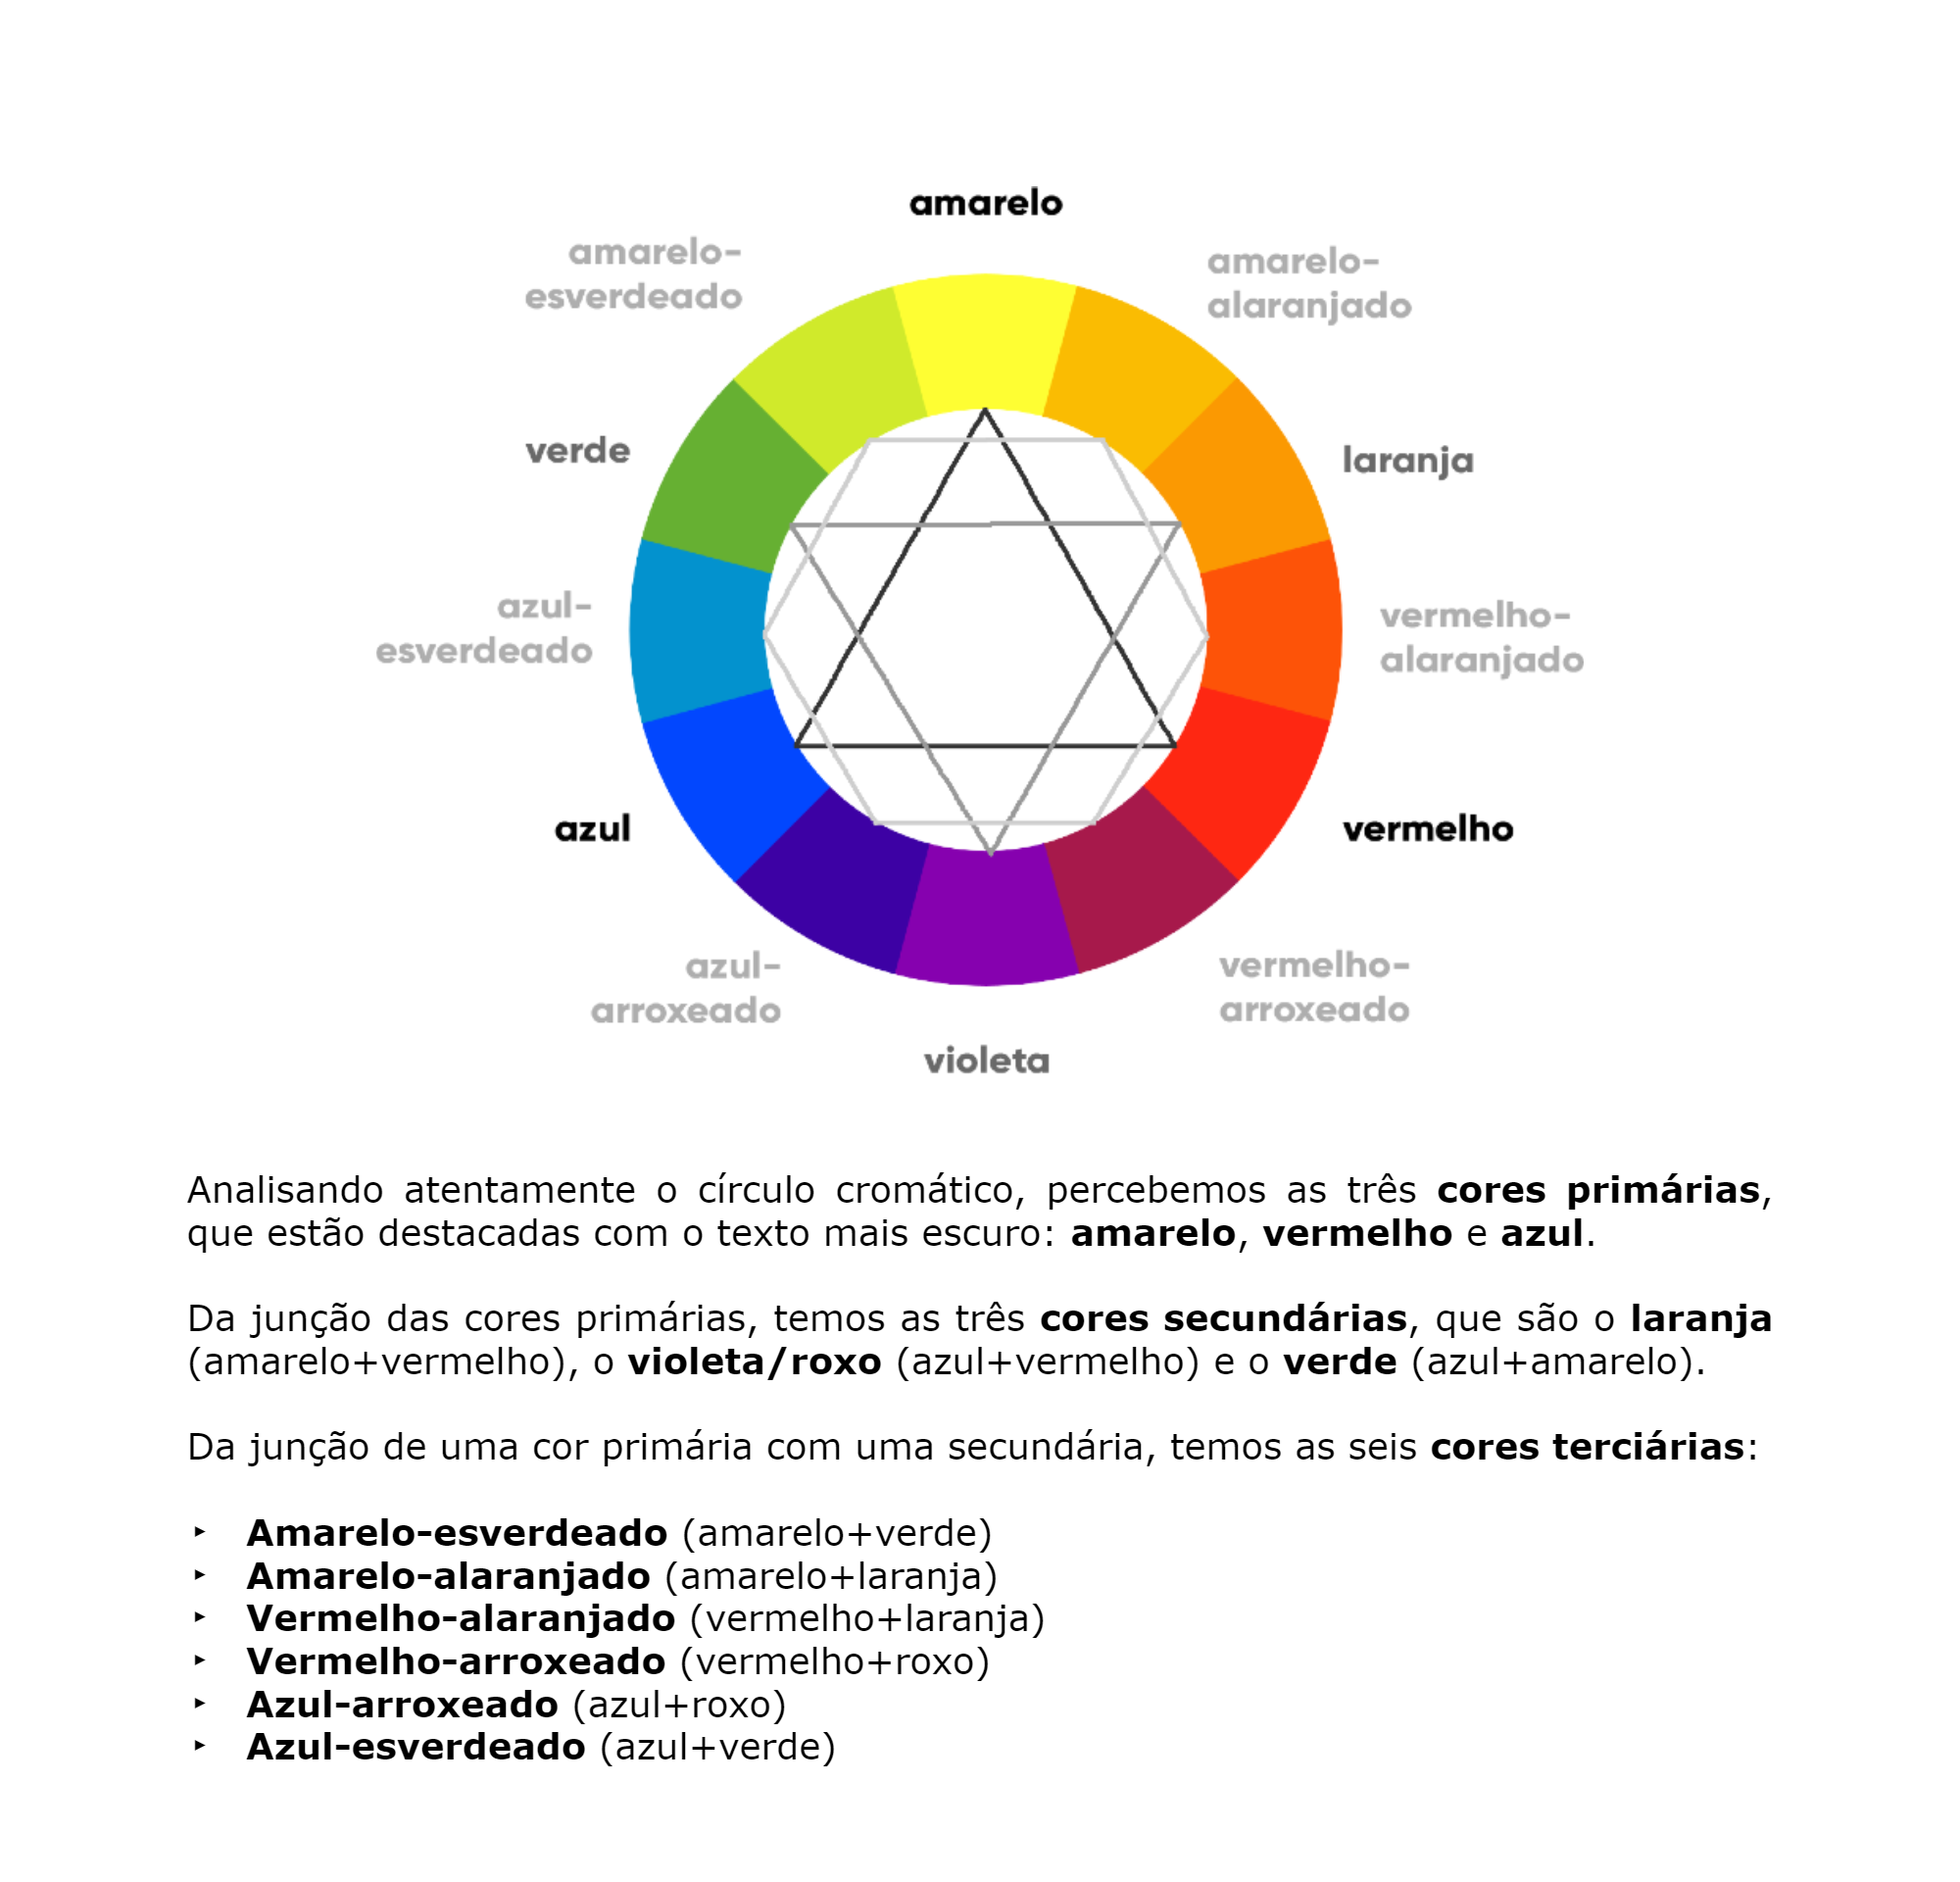 amarelo
amarelo-
esverdeado
amarelo-
alaranjado
verde
laranja
azul-
esverdeado
vermelho-
alaranjado
azul
vermelho
azul-
arroxeado
vermelho-
arroxeado
violeta
Analisando atentamente o círculo cromático, percebemos as três cores primárias,
que estão destacadas com o texto mais escuro: amarelo, vermelho e azul.
Da junção das cores primárias, temos as três cores secundárias, que são o laranja
(amarelo+vermelho), o violeta/roxo (azul+vermelho) e o verde (azul+amarelo).
Da junção de uma cor primária com uma secundária, temos as seis cores terciárias:
‣ Amarelo-esverdeado (amarelo+verde)
‣ Amarelo-alaranjado (amarelo+laranja)
‣ Vermelho-alaranjado (vermelho+laranja)
‣ Vermelho-arroxeado (vermelho+roxo)
‣ Azul-arroxeado (azul+roxo)
‣ Azul-esverdeado (azul+verde)